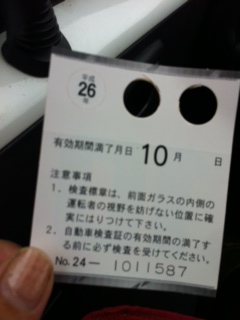 平成
26
年
有効期間満了月日 10月 日
注意事項
1．検査標章は、前面ガラスの内側の
運転者の視野を妨げない位置に確
実にはりつけて下さい。
2．自動車検査証の有効期間の満了す
る前に必ず検査を受けてください。
No. 24— 1011587